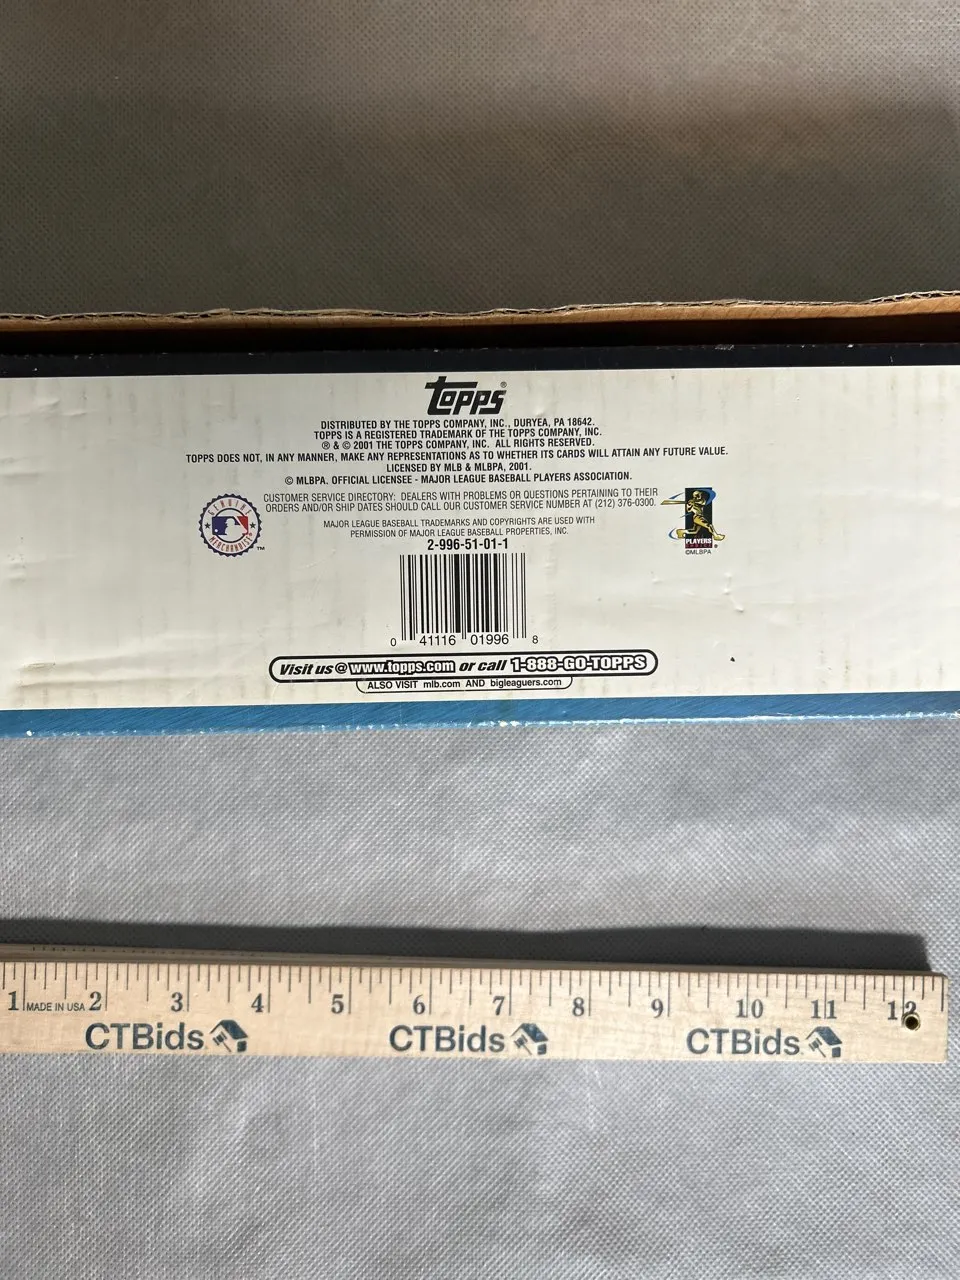 Topps®
DISTRIBUTED BY THE TOPPS COMPANY, INC., DURYEA, PA 18642.
TOPPS IS A REGISTERED TRADEMARK OF THE TOPPS COMPANY, INC.
® & © 2001 THE TOPPS COMPANY, INC. ALL RIGHTS RESERVED.
TOPPS DOES NOT, IN ANY MANNER, MAKE ANY REPRESENTATIONS AS TO WHETHER ITS CARDS WILL ATTAIN ANY FUTURE VALUE.
LICENSED BY MLB & MLBPA, 2001.
© MLBPA. OFFICIAL LICENSEE - MAJOR LEAGUE BASEBALL PLAYERS ASSOCIATION.
CUSTOMER SERVICE DIRECTORY: DEALERS WITH PROBLEMS OR QUESTIONS PERTAINING TO THEIR
ORDERS AND/OR SHIP DATES SHOULD CALL OUR CUSTOMER SERVICE NUMBER AT (212) 376-0300.
MAJOR LEAGUE BASEBALL TRADEMARKS AND COPYRIGHTS ARE USED WITH
PERMISSION OF MAJOR LEAGUE BASEBALL PROPERTIES, INC.
GENUINE MERCHANDISE ™
PLAYERS
©MLBPA
2-996-51-01-1
0 41116 01996 8
Visit us@ www.topps.com or call 1-888-GO-TOPPS
ALSO VISIT mlb.com AND bigleaguers.com
1 MADE IN USA 2 3 4 5 6 7 8 9 10 11 12
CTBids CTBids CTBids